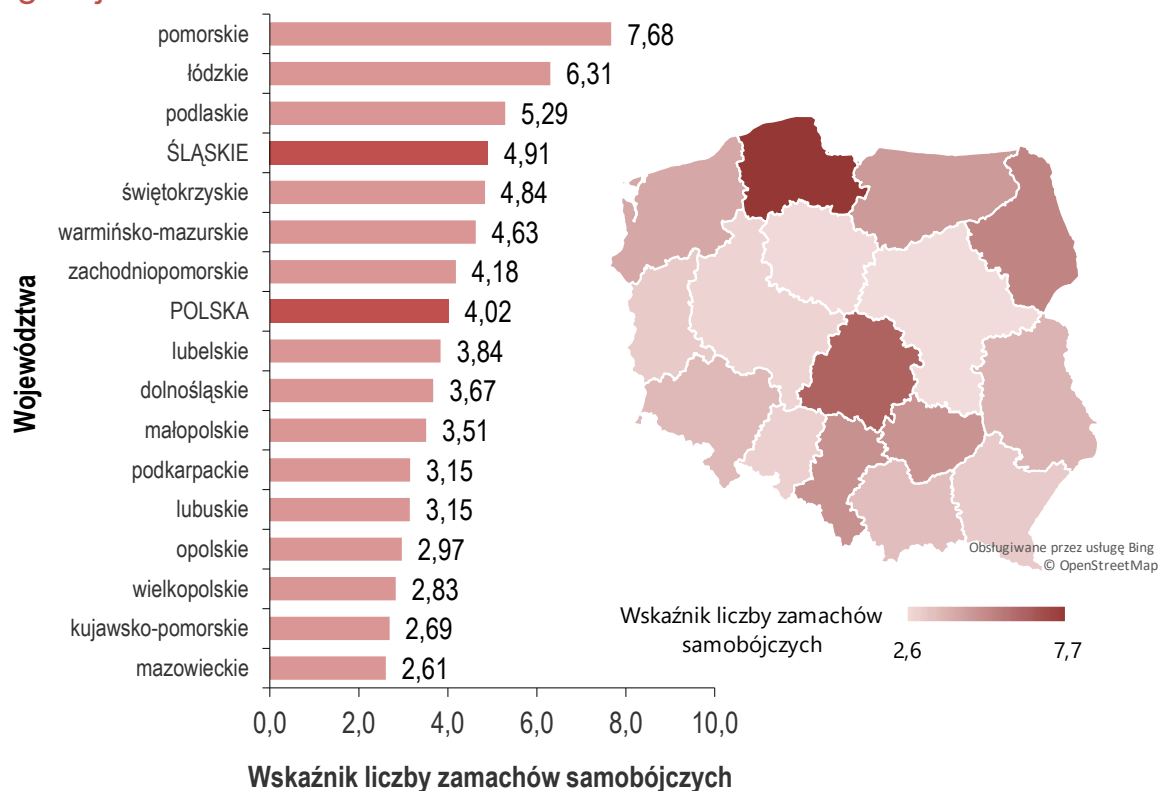 pomorskie 7,68
łódzkie 6,31
podlaskie 5,29
ŚLĄSKIE 4,91
świętokrzyskie 4,84
warmińsko-mazurskie 4,63
zachodniopomorskie 4,18
POLSKA 4,02
lubelskie 3,84
dolnośląskie 3,67
małopolskie 3,51
podkarpackie 3,15
lubuskie 3,15
opolskie 2,97
wielkopolskie 2,83
kujawsko-pomorskie 2,69
mazowieckie 2,61
Województwa
0,0 2,0 4,0 6,0 8,0 10,0
Wskaźnik liczby zamachów samobójczych
Obsługiwane przez usługę Bing
© OpenStreetMap
Wskaźnik liczby zamachów
samobójczych
2,6 7,7